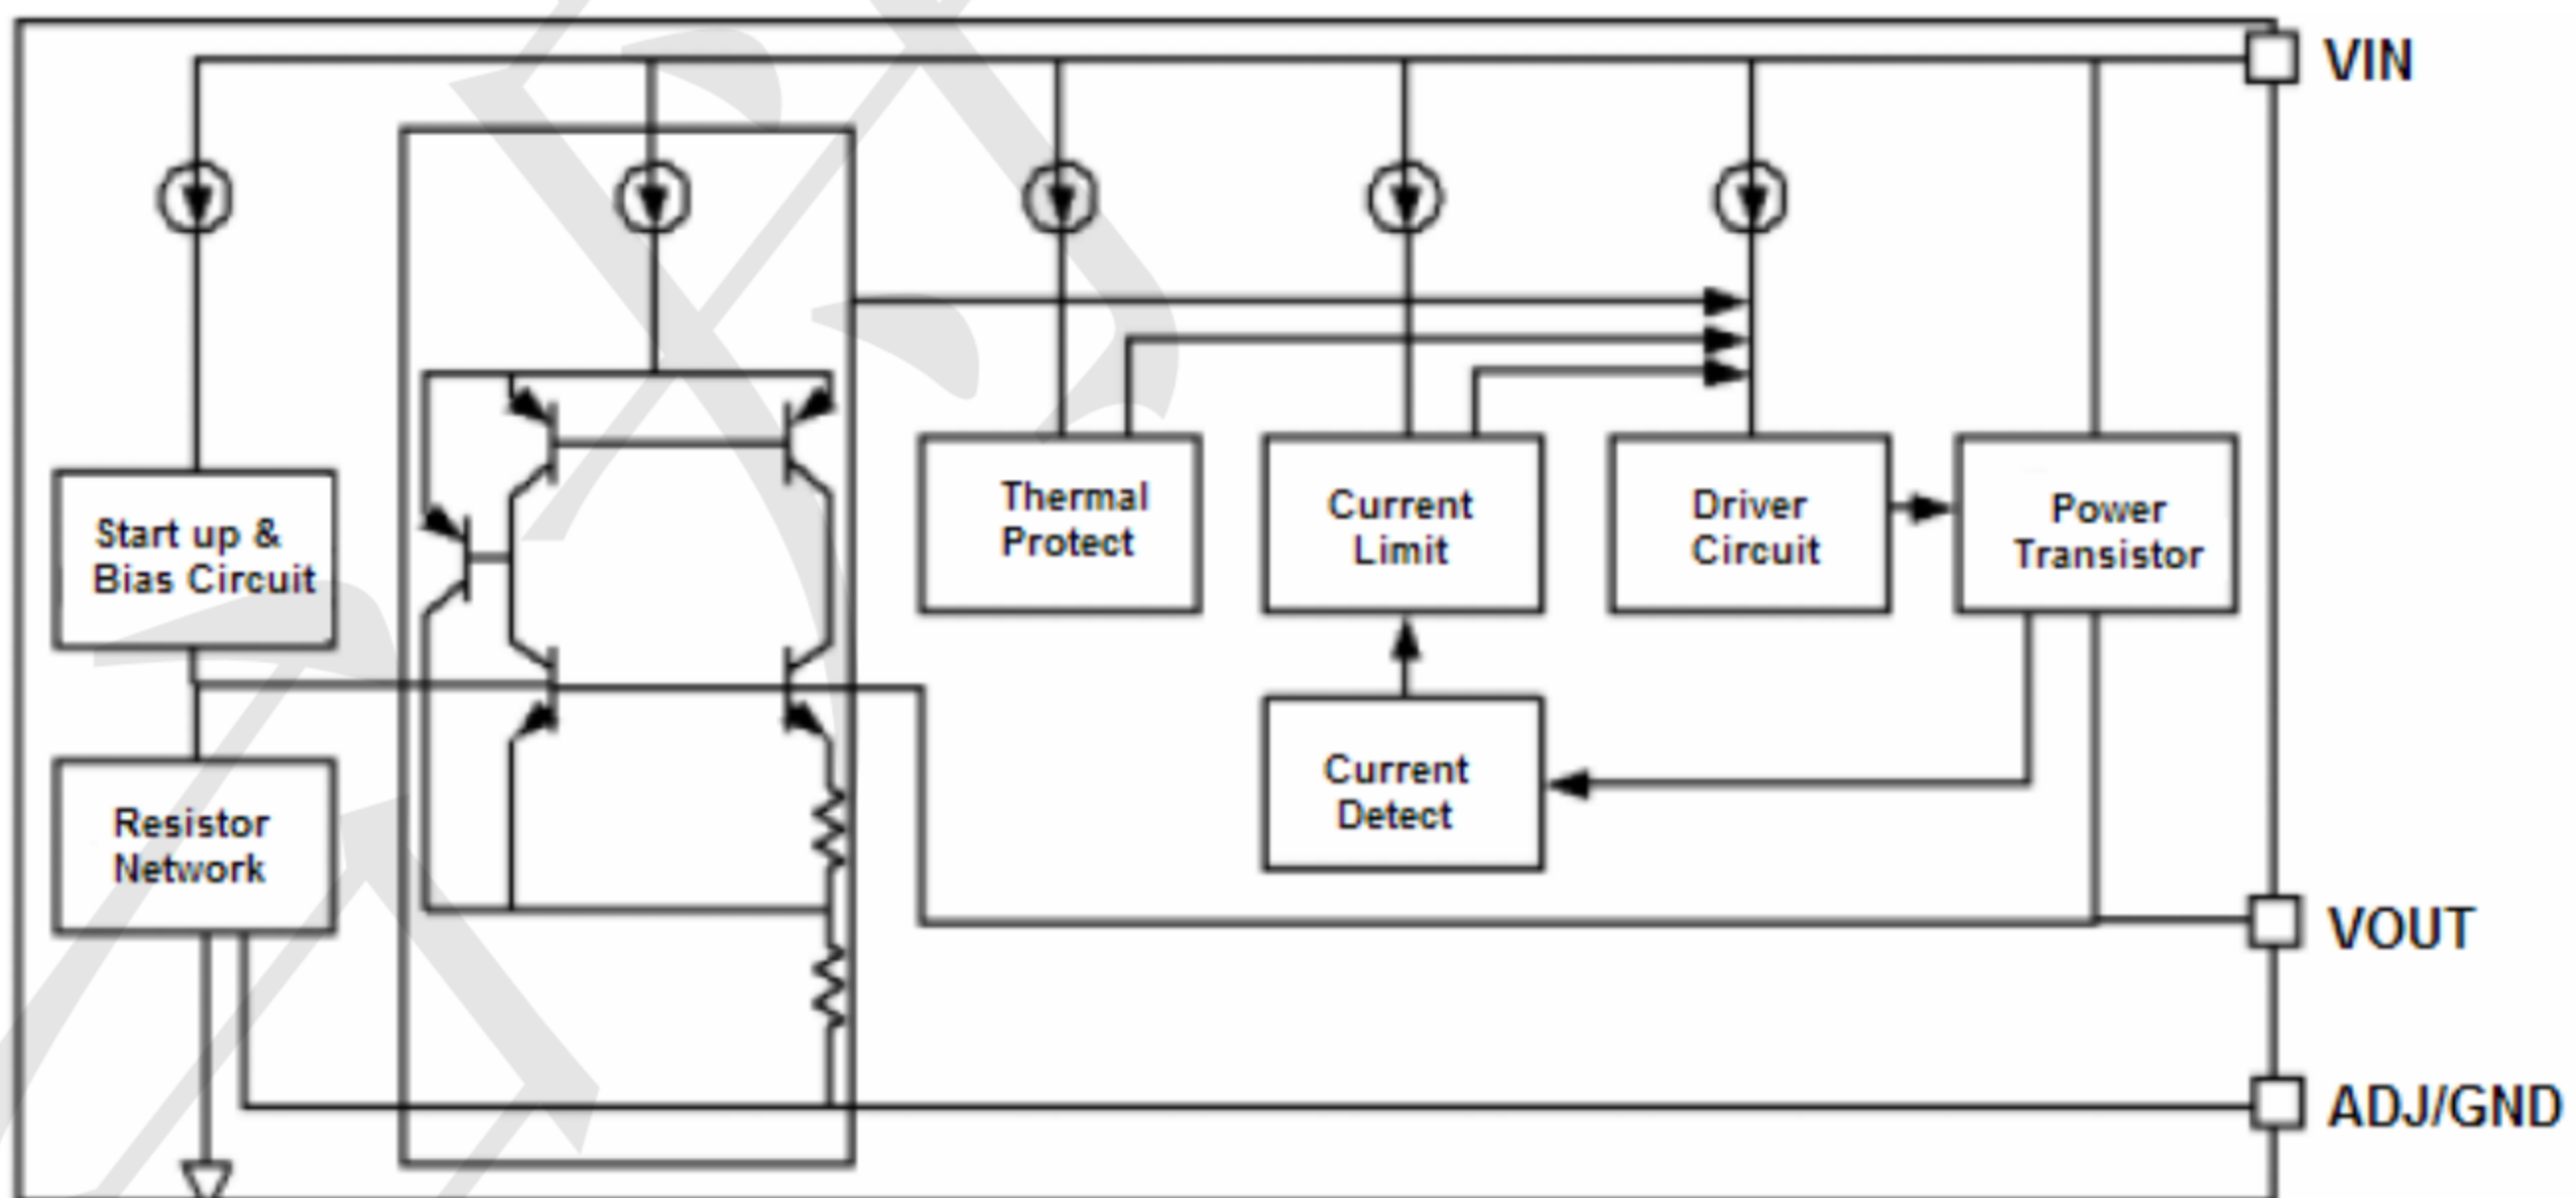 VIN
Start up &
Bias Circuit
Thermal
Protect
Current
Limit
Driver
Circuit
Power
Transistor
Resistor
Network
Current
Detect
VOUT
ADJ/GND